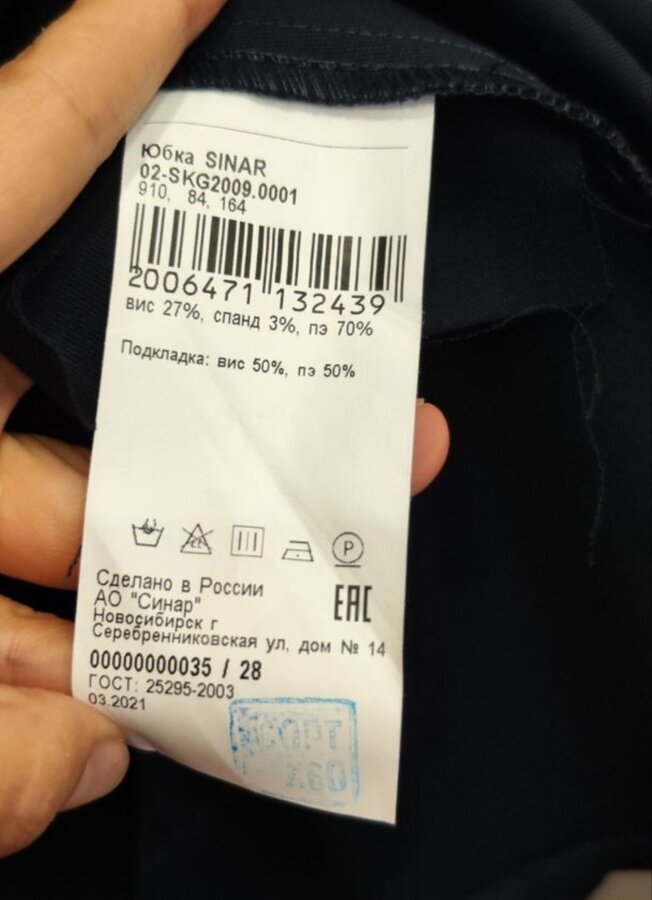 Юбка SINAR
02-SKG2009.0001
910, 84, 164
2006471 132439
вис 27%, спанд 3%, пэ 70%
Подкладка: вис 50%, пэ 50%
P
Сделано в России
АО "Синар"
Новосибирск г
Серебренниковская ул, дом № 14
EAC
00000000035 / 28
ГОСТ: 25295-2003
03.2021
СОРТ